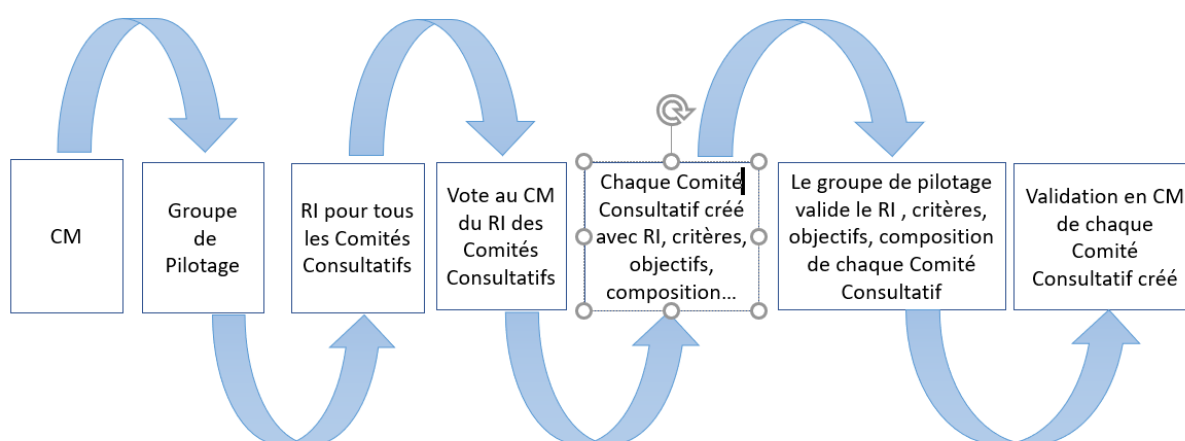 CM
Groupe
de
Pilotage
RI pour tous
les Comités
Consultatifs
Vote au CM
du RI des
Comités
Consultatifs
Chaque Comité
Consultatif créé
avec RI, critères,
objectifs,
composition...
Le groupe de pilotage
valide le RI , critères,
objectifs, composition
de chaque Comité
Consultatif
Validation en CM
de chaque
Comité
Consultatif créé